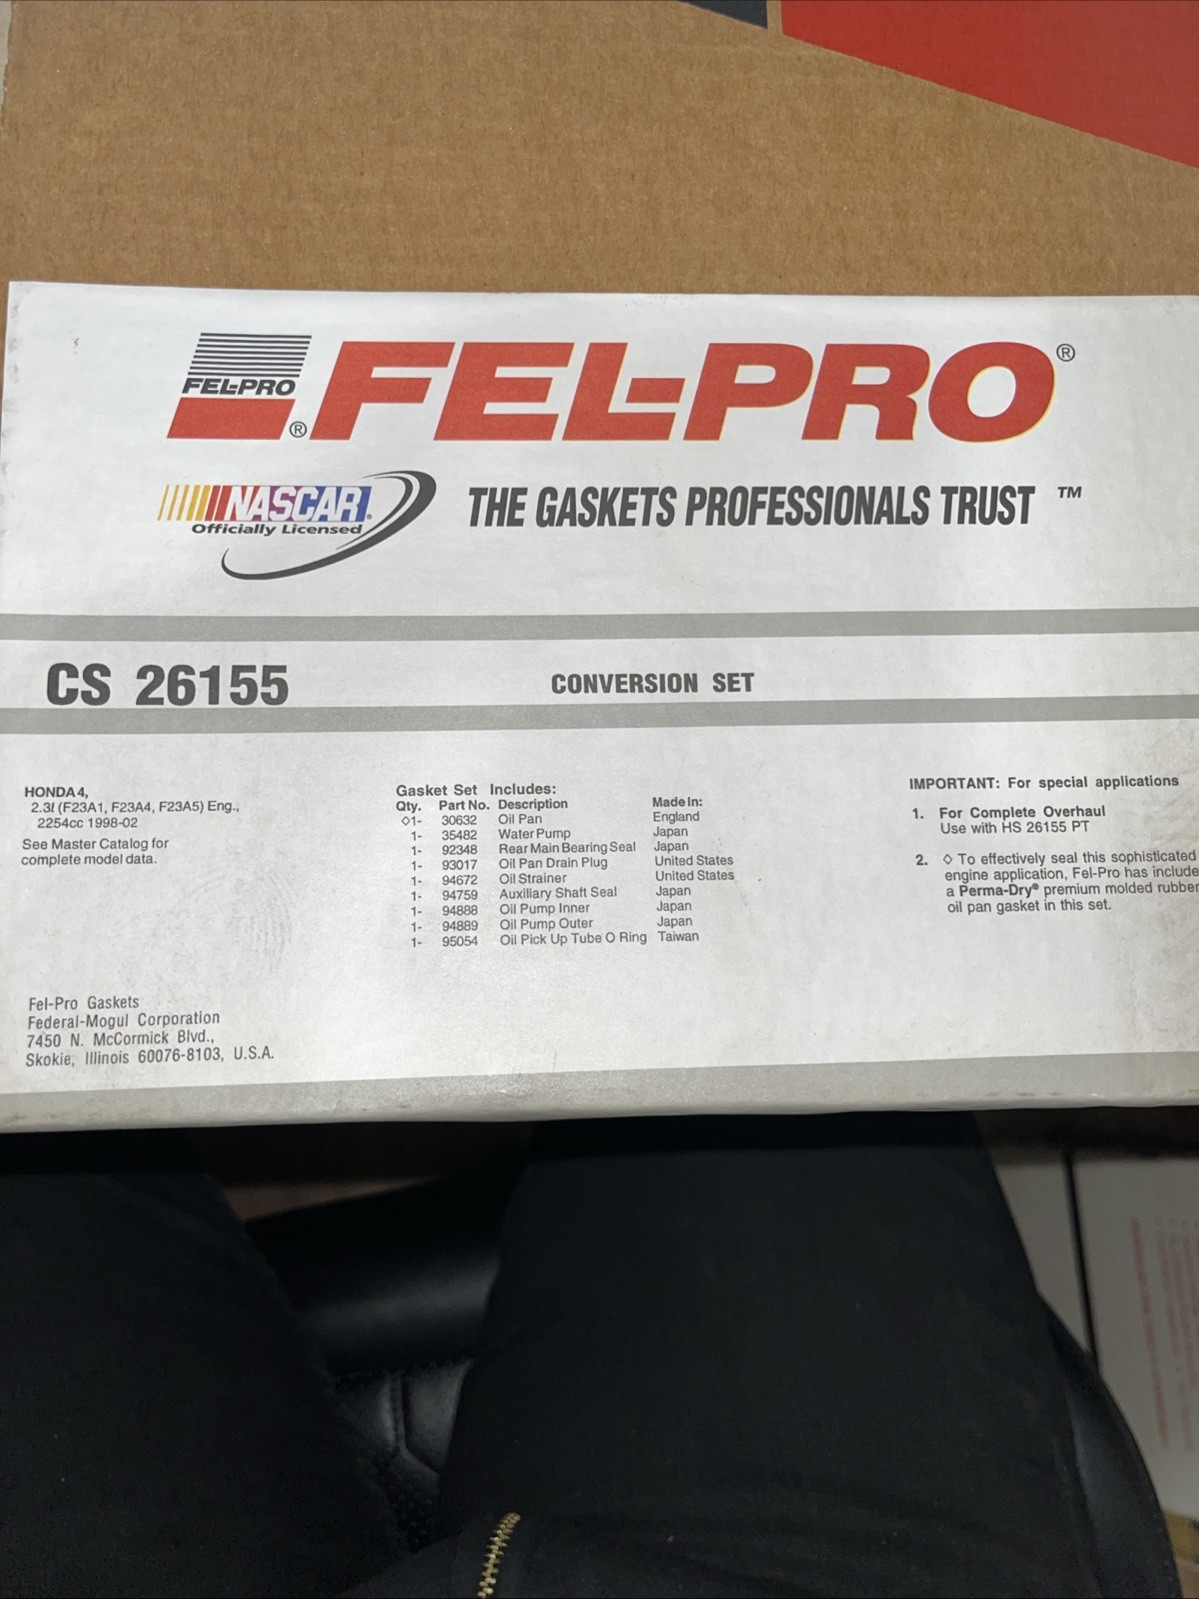 FEL-PRO
® FEL-PRO ®
NASCAR® THE GASKETS PROFESSIONALS TRUST ™
Officially Licensed
CS 26155 CONVERSION SET
HONDA 4,
2.3ℓ (F23A1, F23A4, F23A5) Eng.,
2254cc 1998-02
See Master Catalog for
complete model data.
Gasket Set Includes:
Qty. Part No. Description Made In:
◇1- 30632 Oil Pan England
1- 35482 Water Pump Japan
1- 92348 Rear Main Bearing Seal Japan
1- 93017 Oil Pan Drain Plug United States
1- 94672 Oil Strainer United States
1- 94759 Auxiliary Shaft Seal Japan
1- 94888 Oil Pump Inner Japan
1- 94889 Oil Pump Outer Japan
1- 95054 Oil Pick Up Tube O Ring Taiwan
IMPORTANT: For special applications
1. For Complete Overhaul
Use with HS 26155 PT
2. ◇ To effectively seal this sophisticated
engine application, Fel-Pro has include
a Perma-Dry® premium molded rubber
oil pan gasket in this set.
Fel-Pro Gaskets
Federal-Mogul Corporation
7450 N. McCormick Blvd.,
Skokie, Illinois 60076-8103, U.S.A.